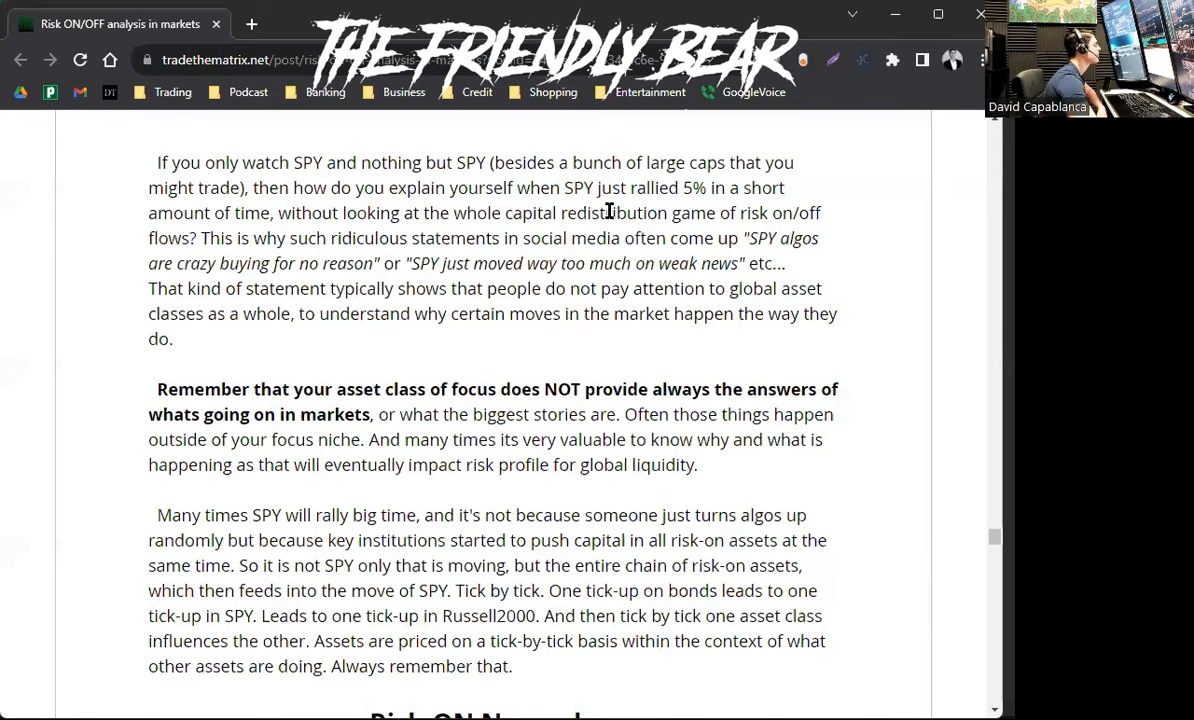 Risk ON/OFF analysis in markets
THE FRIENDLY BEAR
tradethematrix.net/post/ris
Trading
Podcast
Banking
Business
Credit
Shopping
Entertainment
GoogleVoice
David Capablanca
If you only watch SPY and nothing but SPY (besides a bunch of large caps that you
might trade), then how do you explain yourself when SPY just rallied 5% in a short
amount of time, without looking at the whole capital redistribution game of risk on/off
flows? This is why such ridiculous statements in social media often come up "SPY algos
are crazy buying for no reason" or "SPY just moved way too much on weak news" etc...
That kind of statement typically shows that people do not pay attention to global asset
classes as a whole, to understand why certain moves in the market happen the way they
do.
Remember that your asset class of focus does NOT provide always the answers of
whats going on in markets, or what the biggest stories are. Often those things happen
outside of your focus niche. And many times its very valuable to know why and what is
happening as that will eventually impact risk profile for global liquidity.
Many times SPY will rally big time, and it's not because someone just turns algos up
randomly but because key institutions started to push capital in all risk-on assets at the
same time. So it is not SPY only that is moving, but the entire chain of risk-on assets,
which then feeds into the move of SPY. Tick by tick. One tick-up on bonds leads to one
tick-up in SPY. Leads to one tick-up in Russell2000. And then tick by tick one asset class
influences the other. Assets are priced on a tick-by-tick basis within the context of what
other assets are doing. Always remember that.
Risk ON